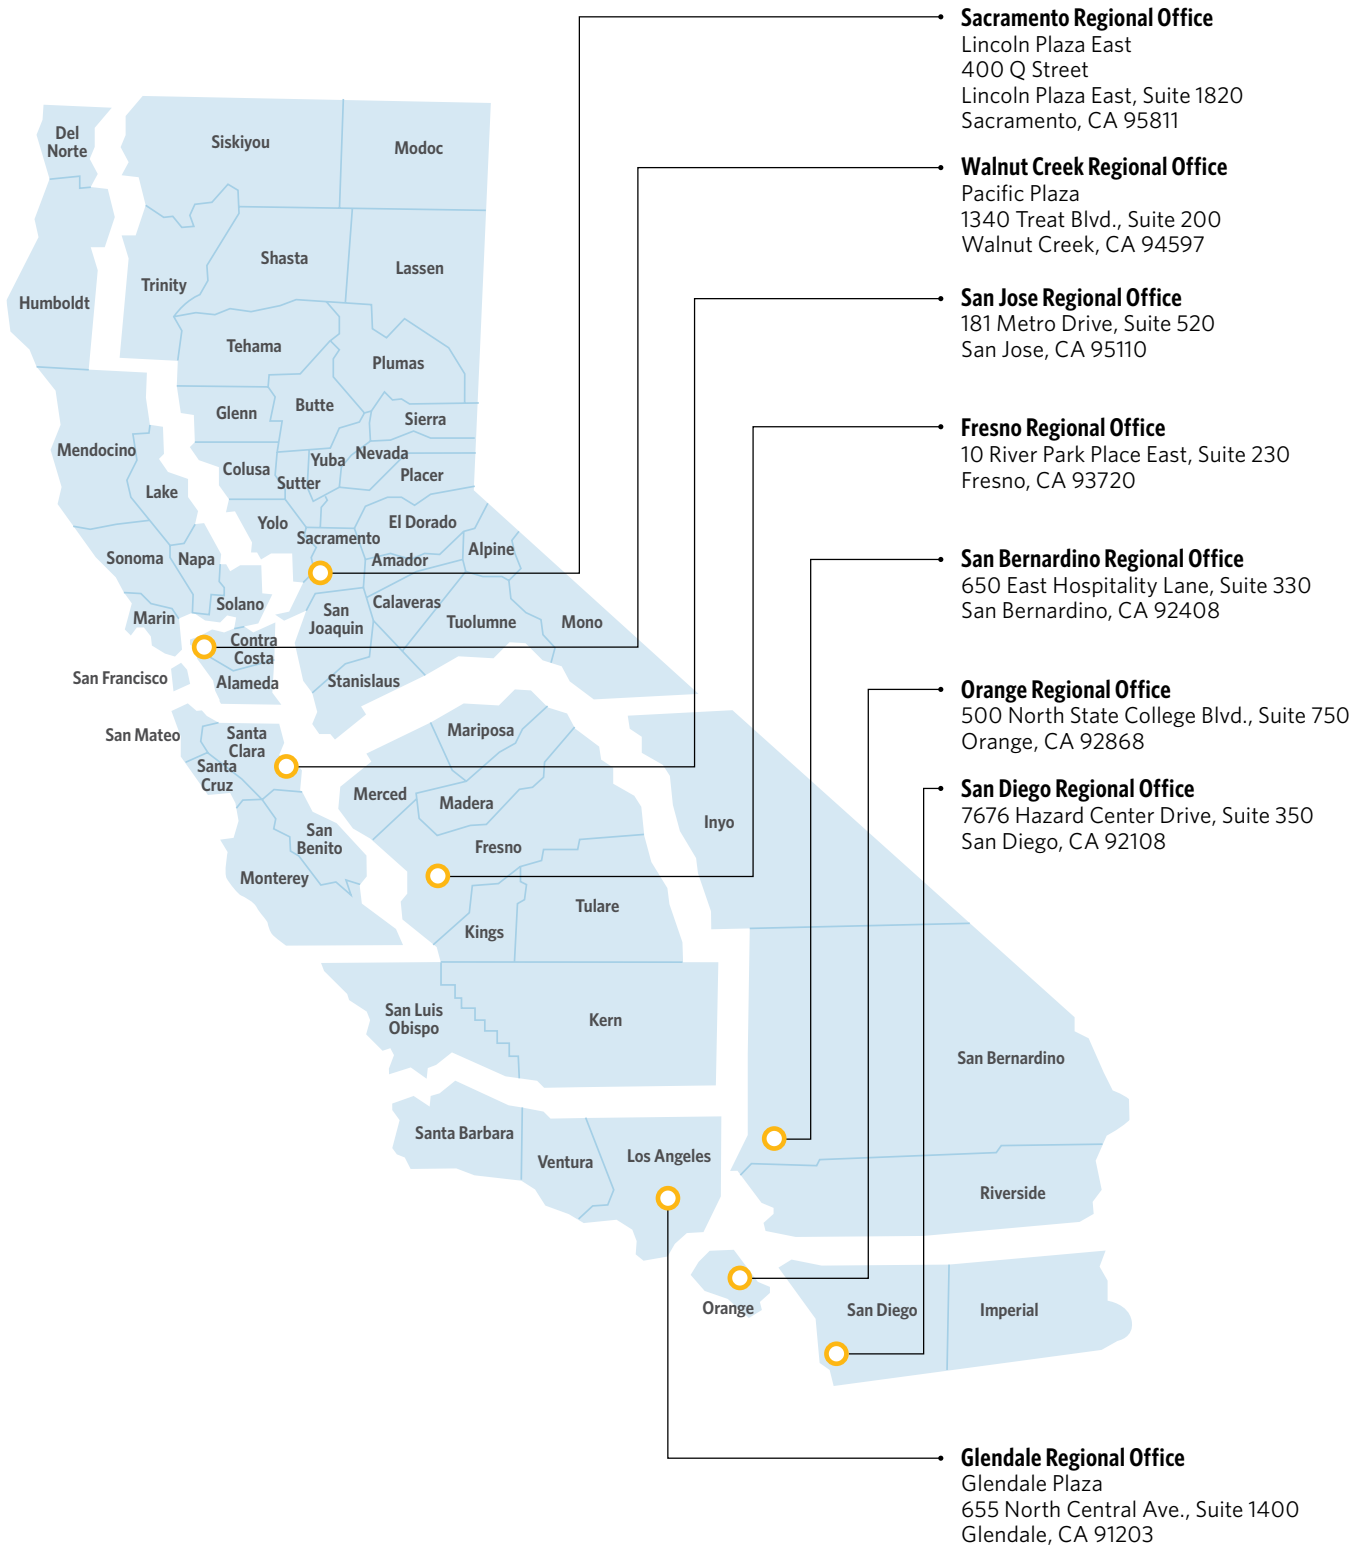 Sacramento Regional Office
Lincoln Plaza East
400 Q Street
Lincoln Plaza East, Suite 1820
Sacramento, CA 95811
Walnut Creek Regional Office
Pacific Plaza
1340 Treat Blvd., Suite 200
Walnut Creek, CA 94597
San Jose Regional Office
181 Metro Drive, Suite 520
San Jose, CA 95110
Fresno Regional Office
10 River Park Place East, Suite 230
Fresno, CA 93720
San Bernardino Regional Office
650 East Hospitality Lane, Suite 330
San Bernardino, CA 92408
Orange Regional Office
500 North State College Blvd., Suite 750
Orange, CA 92868
San Diego Regional Office
7676 Hazard Center Drive, Suite 350
San Diego, CA 92108
Glendale Regional Office
Glendale Plaza
655 North Central Ave., Suite 1400
Glendale, CA 91203
Del
Norte
Siskiyou
Modoc
Humboldt
Trinity
Shasta
Lassen
Tehama
Plumas
Glenn
Butte
Sierra
Mendocino
Colusa
Sutter
Yuba
Nevada
Placer
Lake
Yolo
Sacramento
El Dorado
Sonoma
Napa
Amador
Alpine
Marin
Solano
San
Joaquin
Calaveras
Tuolumne
Mono
Contra
Costa
San Francisco
Alameda
Stanislaus
San Mateo
Santa
Clara
Santa
Cruz
Mariposa
Merced
Madera
Inyo
San
Benito
Fresno
Monterey
Kings
Tulare
San Luis
Obispo
Kern
San Bernardino
Santa Barbara
Ventura
Los Angeles
Riverside
Orange
San Diego
Imperial